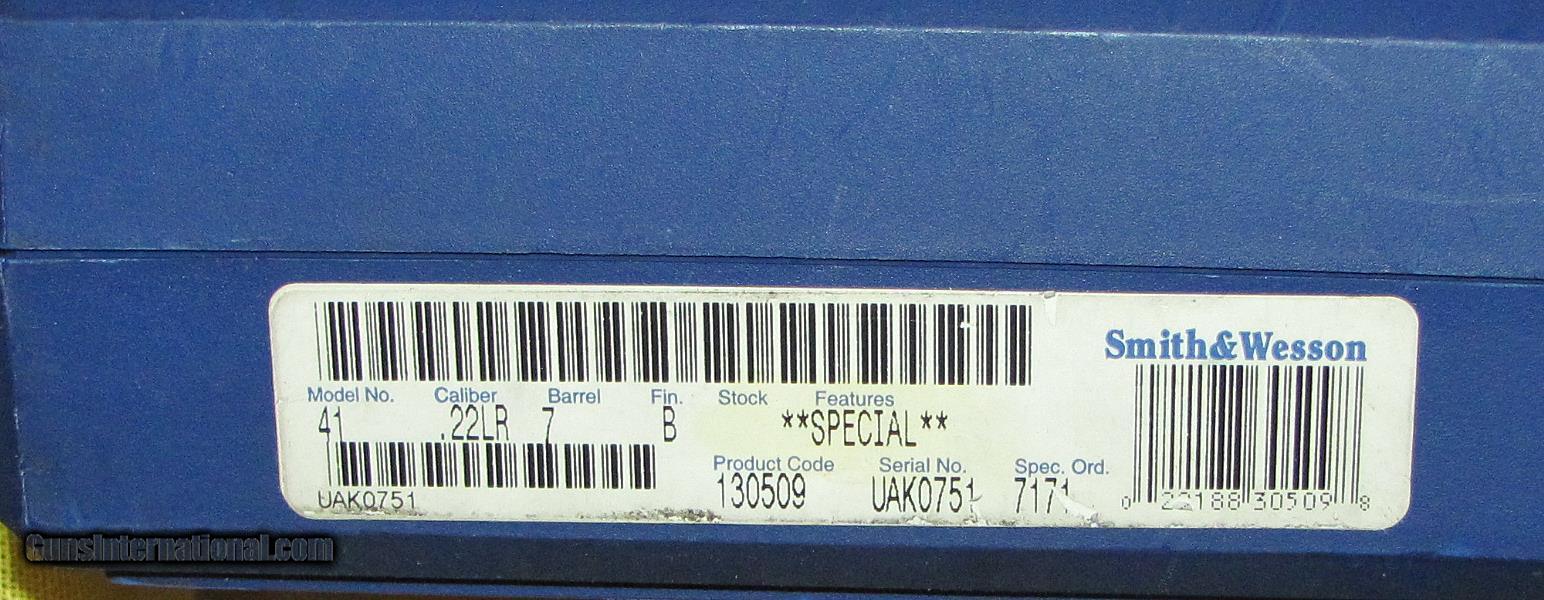 Smith&Wesson
Model No. Caliber Barrel Fin. Stock Features
41 .22LR 7 B **SPECIAL**
Product Code Serial No. Spec. Ord.
130509 UAK0751 7171
UAK0751
0 22188 30509 8
GunsInternational.com